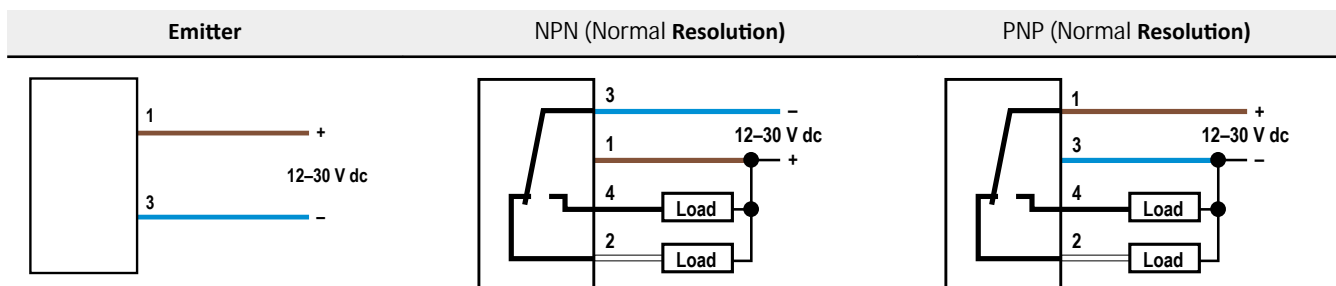 Emitter NPN (Normal Resolution) PNP (Normal Resolution)
1
+
12–30 V dc
3
–
3
–
12–30 V dc
1
+
4
Load
2
Load
1
+
12–30 V dc
3
–
4
Load
2
Load